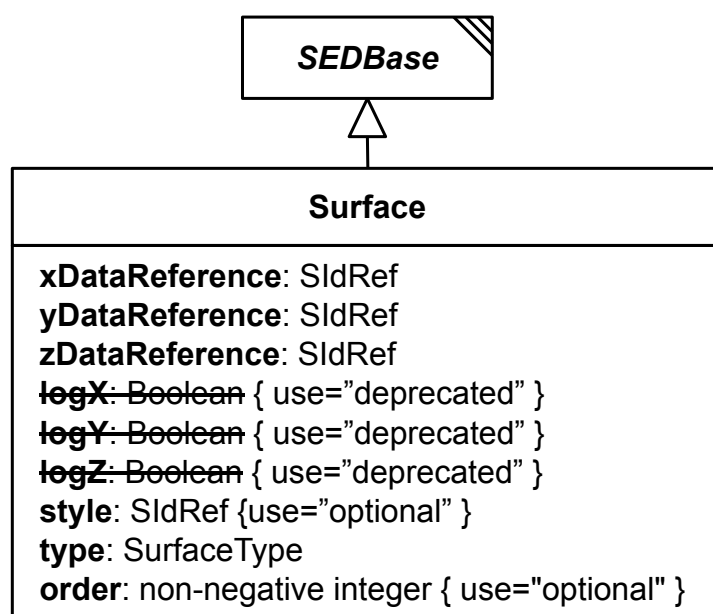 SEDBase
Surface
xDataReference: SIdRef
yDataReference: SIdRef
zDataReference: SIdRef
logX: Boolean { use=”deprecated” }
logY: Boolean { use=”deprecated” }
logZ: Boolean { use=”deprecated” }
style: SIdRef {use=”optional” }
type: SurfaceType
order: non-negative integer { use="optional" }